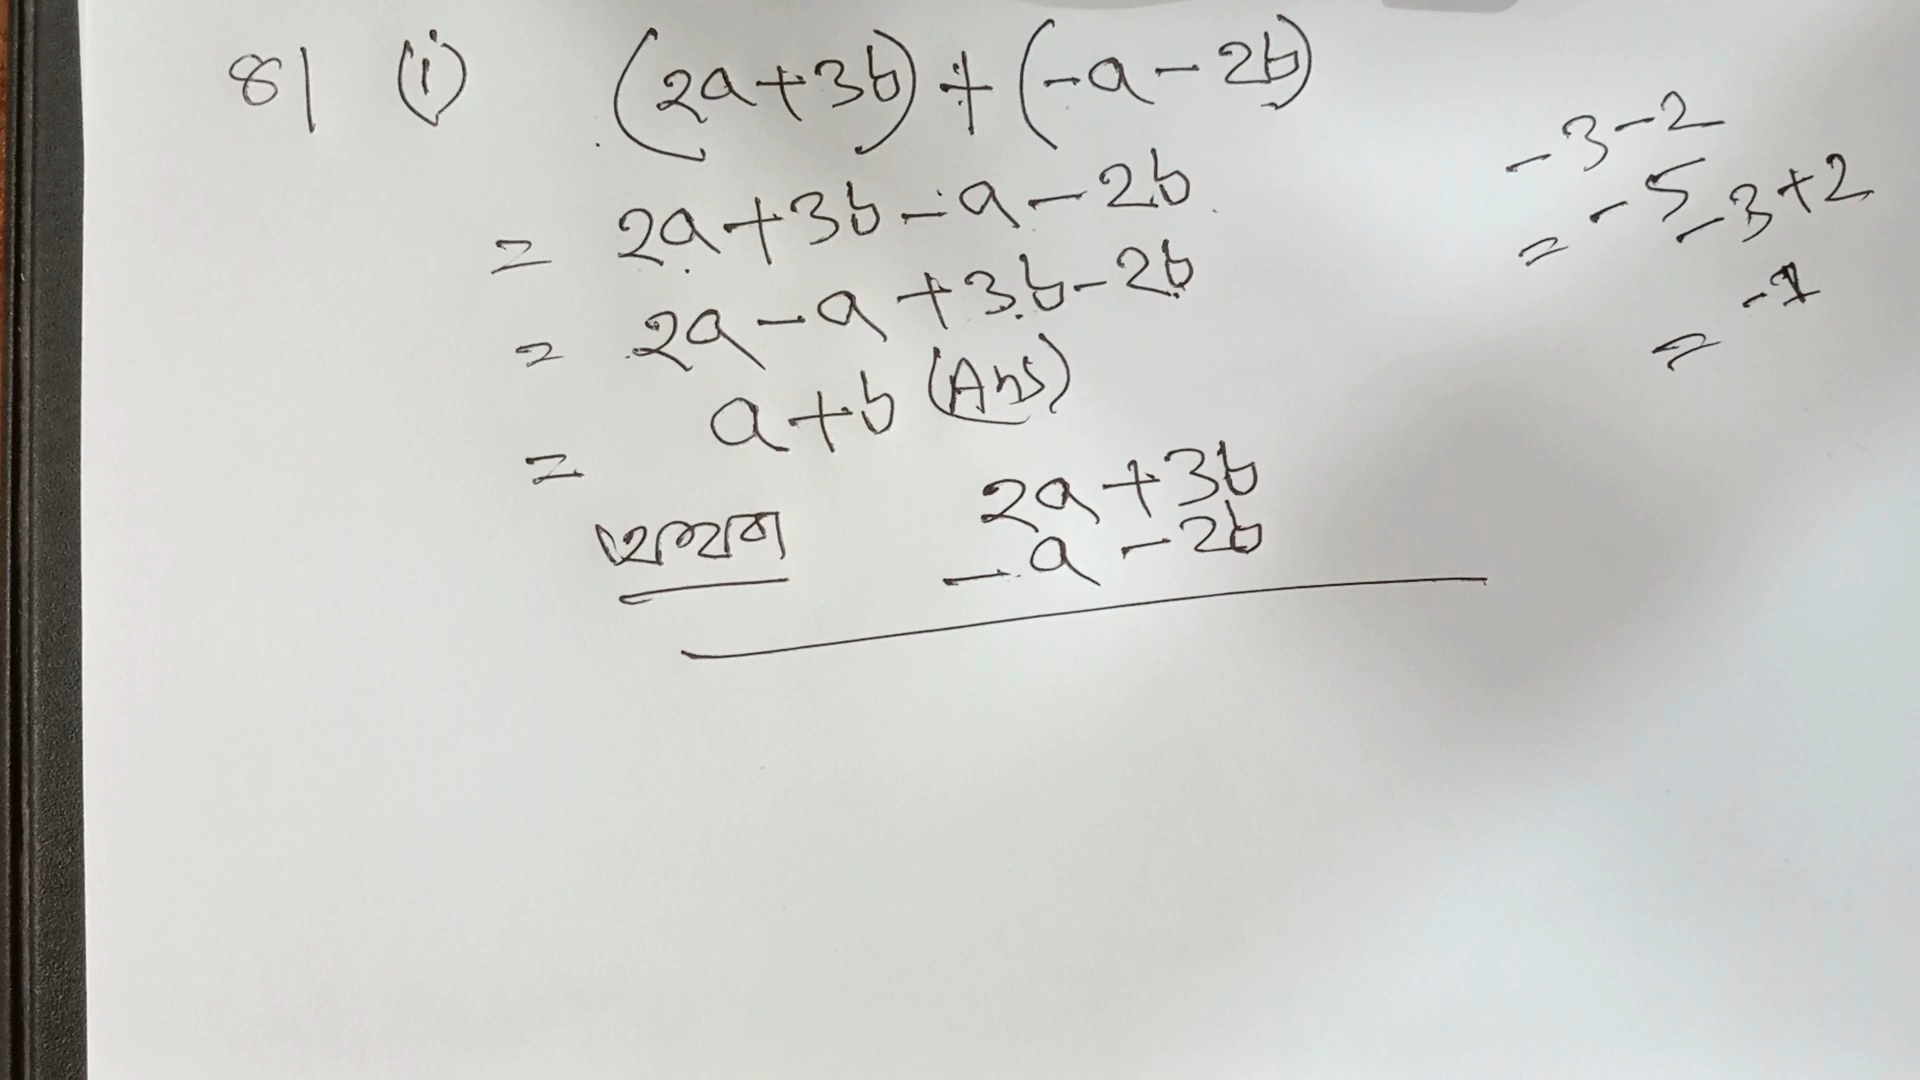 8। (i) (2a+3b)+(-a-2b)
= 2a+3b-a-2b
= 2a-a+3b-2b
= a+b (Ans)
2a+3b
-a-2b
-3-2
= -5
-3+2
= -1